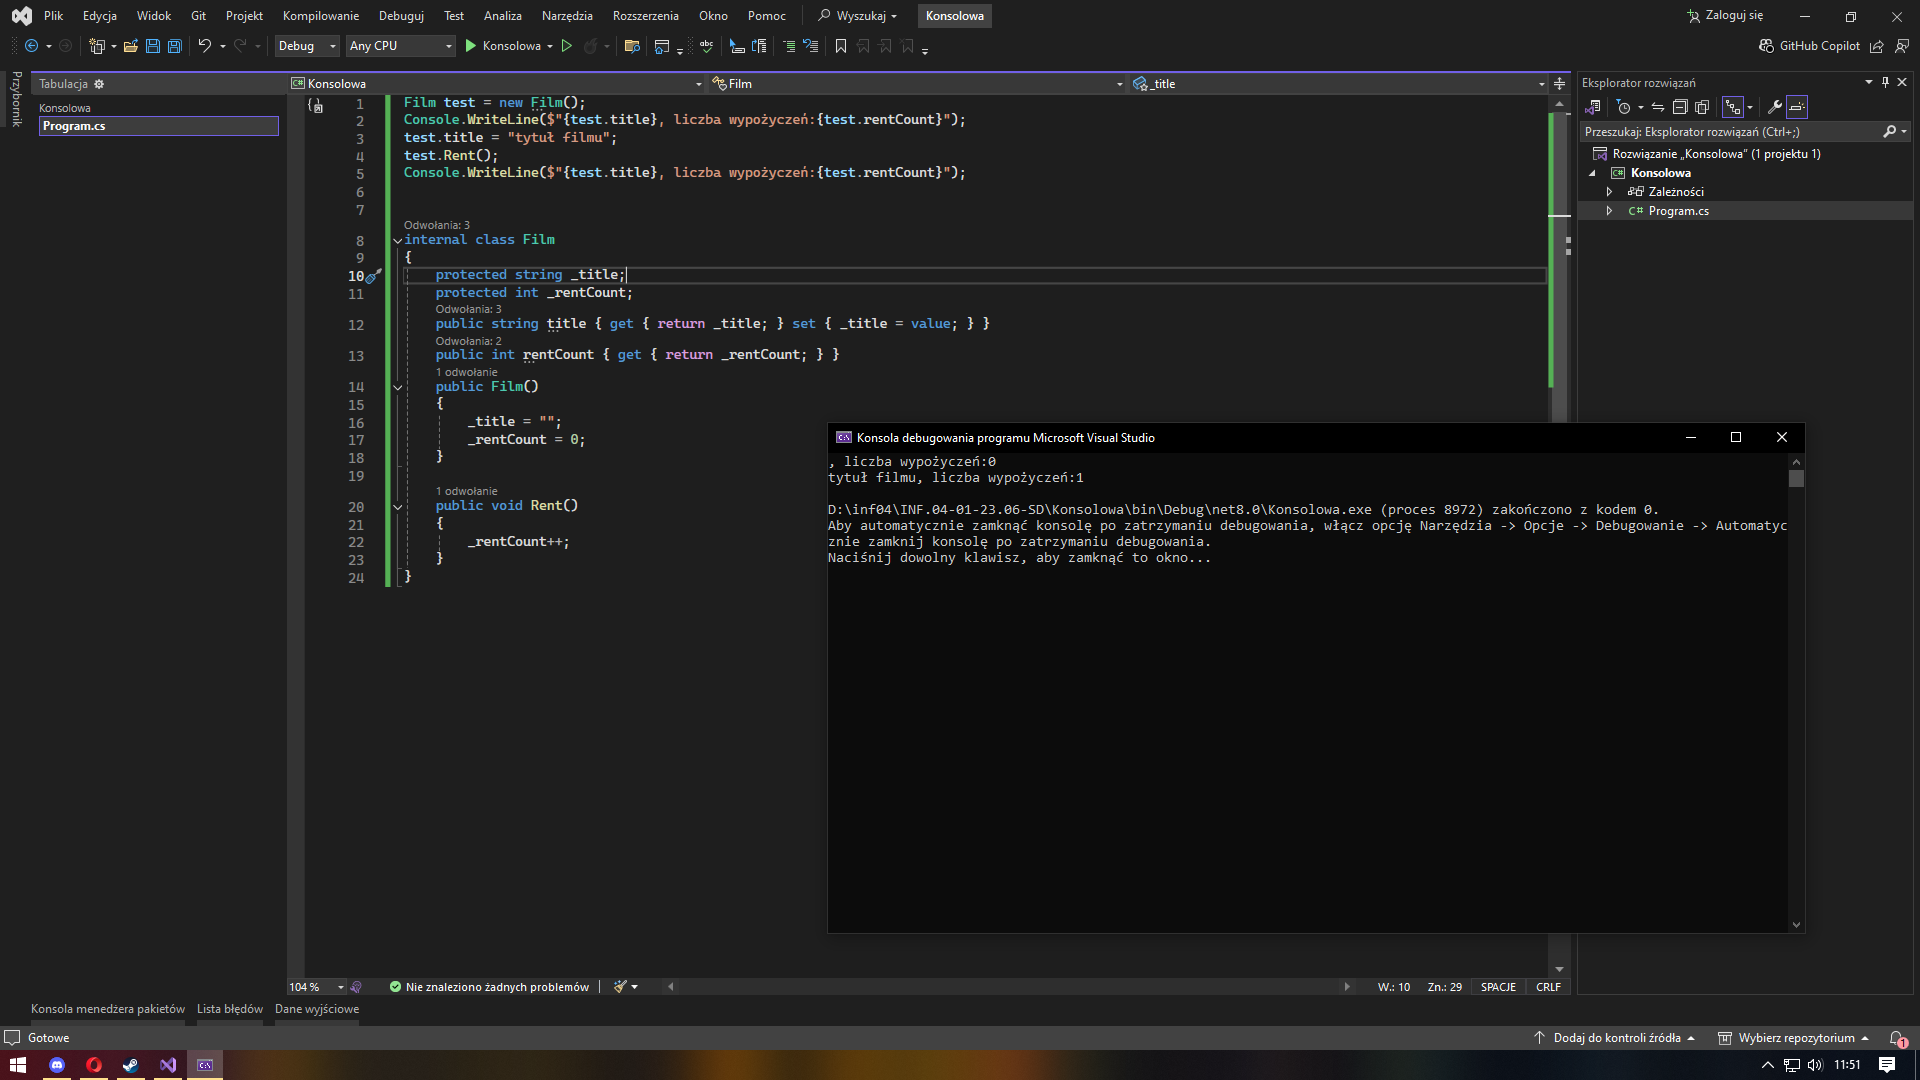 Plik Edycja Widok Git Projekt Kompilowanie Debuguj Test Analiza Narzędzia Rozszerzenia Okno Pomoc Wyszukaj Konsolowa Zaloguj się
Debug Any CPU Konsolowa GitHub Copilot
Przybornik
Tabulacja
Konsolowa
Program.cs
Konsolowa Film _title
1 Film test = new Film();
2 Console.WriteLine($"{test.title}, liczba wypożyczeń:{test.rentCount}");
3 test.title = "tytuł filmu";
4 test.Rent();
5 Console.WriteLine($"{test.title}, liczba wypożyczeń:{test.rentCount}");
6
7
Odwołania: 3
8 internal class Film
9 {
10 protected string _title;
11 protected int _rentCount;
Odwołania: 3
12 public string title { get { return _title; } set { _title = value; } }
Odwołania: 2
13 public int rentCount { get { return _rentCount; } }
1 odwołanie
14 public Film()
15 {
16 _title = "";
17 _rentCount = 0;
18 }
19
1 odwołanie
20 public void Rent()
21 {
22 _rentCount++;
23 }
24 }
Konsola debugowania programu Microsoft Visual Studio
, liczba wypożyczeń:0
tytuł filmu, liczba wypożyczeń:1
D:\inf04\INF.04-01-23.06-SD\Konsolowa\bin\Debug\net8.0\Konsolowa.exe (proces 8972) zakończono z kodem 0.
Aby automatycznie zamknąć konsolę po zatrzymaniu debugowania, włącz opcję Narzędzia -> Opcje -> Debugowanie -> Automatyc
znie zamknij konsolę po zatrzymaniu debugowania.
Naciśnij dowolny klawisz, aby zamknąć to okno...
Eksplorator rozwiązań
Przeszukaj: Eksplorator rozwiązań (Ctrl+;)
Rozwiązanie „Konsolowa” (1 projektu 1)
C# Konsolowa
Zależności
C# Program.cs
104 % Nie znaleziono żadnych problemów W.: 10 Zn.: 29 SPACJE CRLF
Konsola menedżera pakietów Lista błędów Dane wyjściowe
Gotowe Dodaj do kontroli źródła Wybierz repozytorium 1
11:51